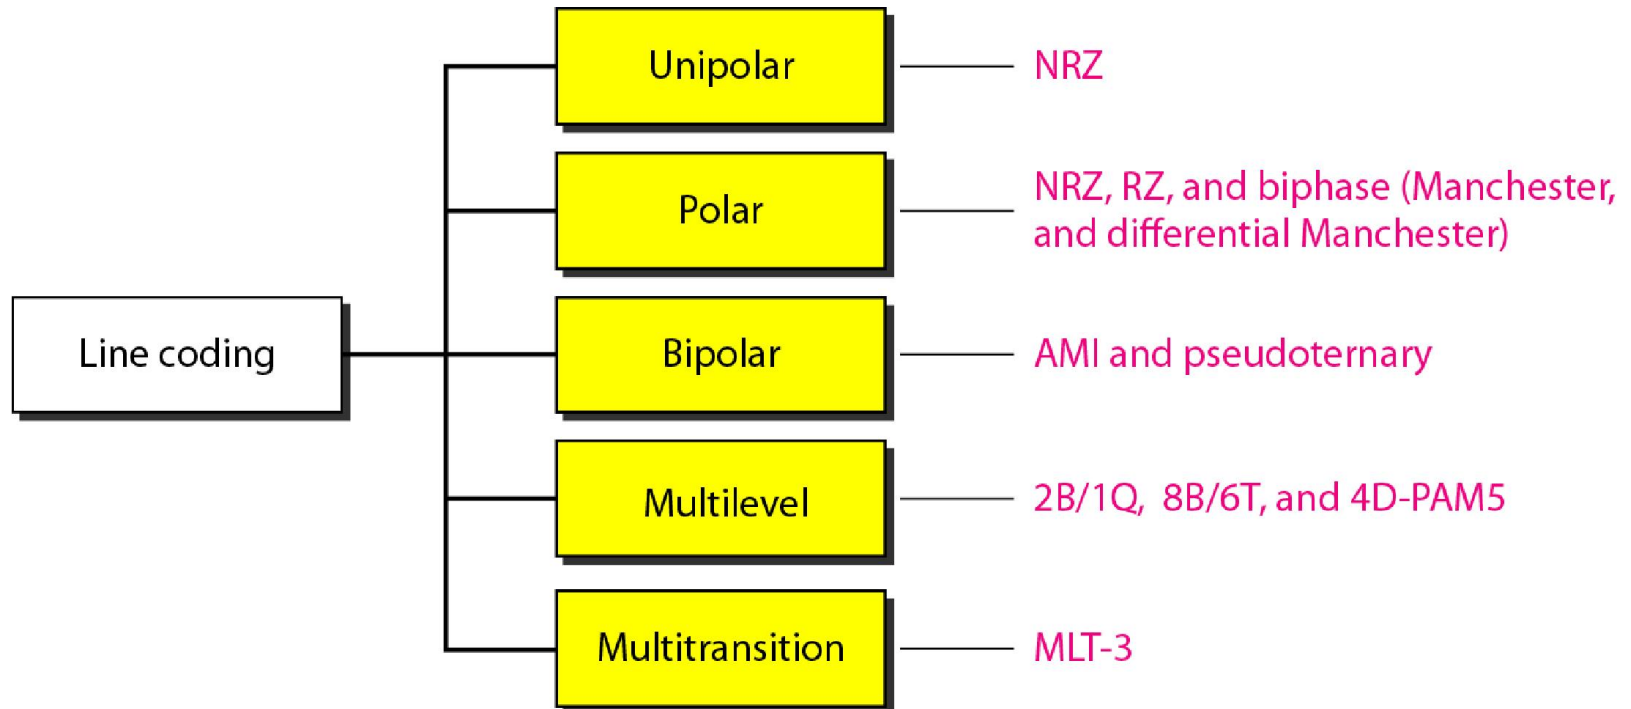 Line coding
Unipolar
NRZ
Polar
NRZ, RZ, and biphase (Manchester,
and differential Manchester)
Bipolar
AMI and pseudoternary
Multilevel
2B/1Q, 8B/6T, and 4D-PAM5
Multitransition
MLT-3